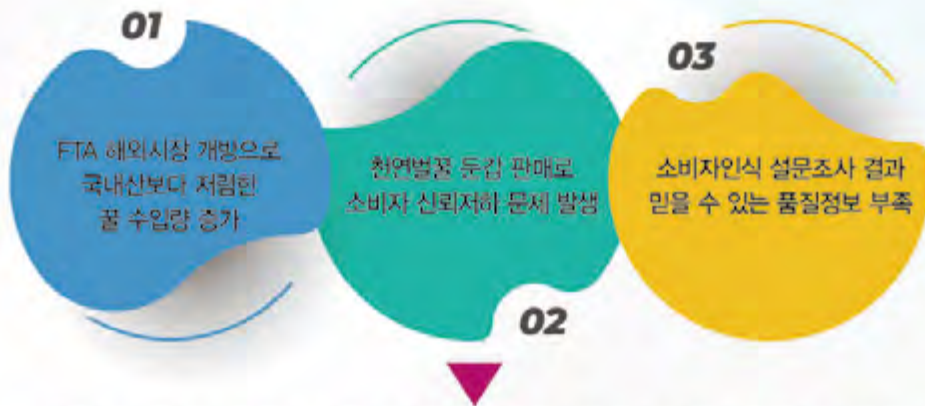 01
FTA 해외시장 개방으로
국내산보다 저렴한
꿀 수입량 증가
천연벌꿀 둔갑 판매로
소비자 신뢰저하 문제 발생
02
03
소비자인식 설문조사 결과
믿을 수 있는 품질정보 부족